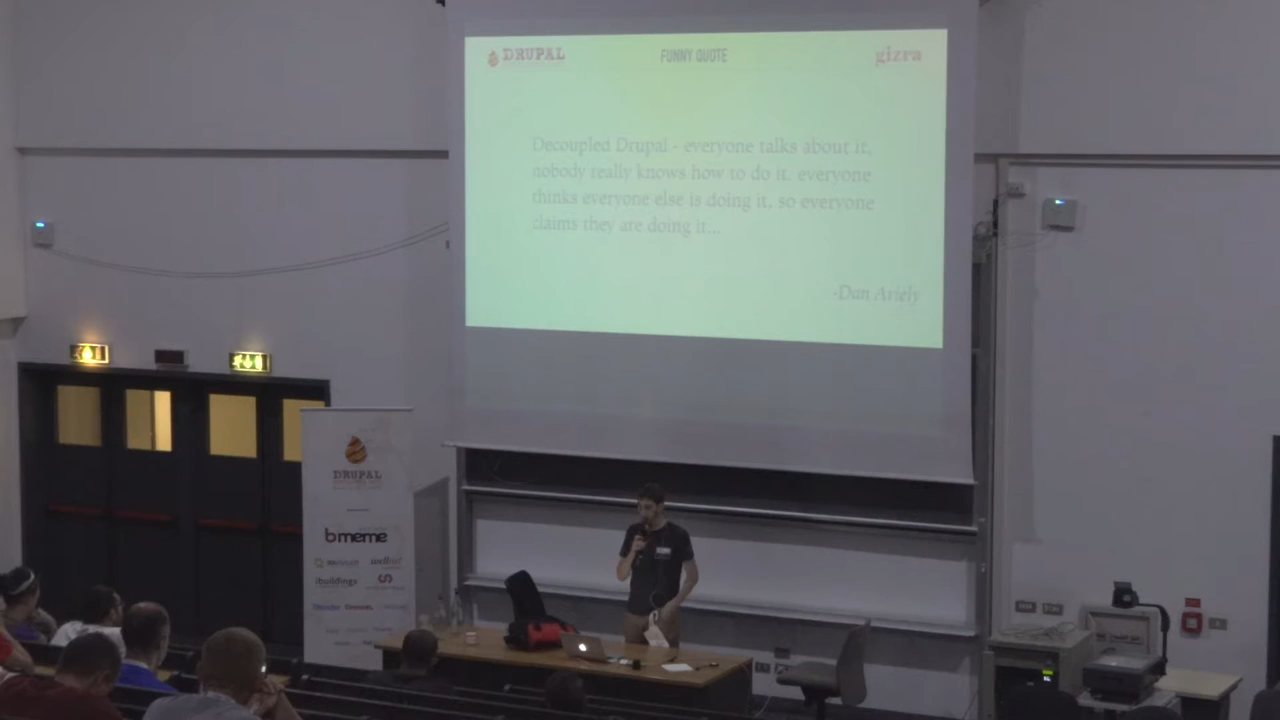 DRUPAL
FUNNY QUOTE
gizra
Decoupled Drupal - everyone talks about it,
nobody really knows how to do it, everyone
thinks everyone else is doing it, so everyone
claims they are doing it...
-Dan Ariely
DRUPAL
bmeme
wellnet
ibuildings